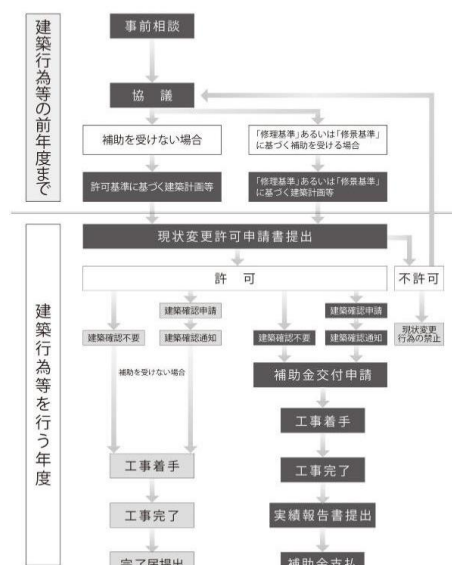 建築行為等の前年度まで
事前相談
協議
補助を受けない場合
「修理基準」あるいは「修景基準」
に基づく補助を受ける場合
許可基準に基づく建築計画等
「修理基準」あるいは「修景基準」
に基づく建築計画等
建築行為等を行う年度
現状変更許可申請書提出
許可
不許可
建築確認申請
建築確認申請
建築確認不要
建築確認通知
建築確認不要
建築確認通知
現状変更
行為の禁止
補助を受けない場合
補助金交付申請
工事着手
工事着手
工事完了
工事完了
実績報告書提出
完了届提出
補助金支払